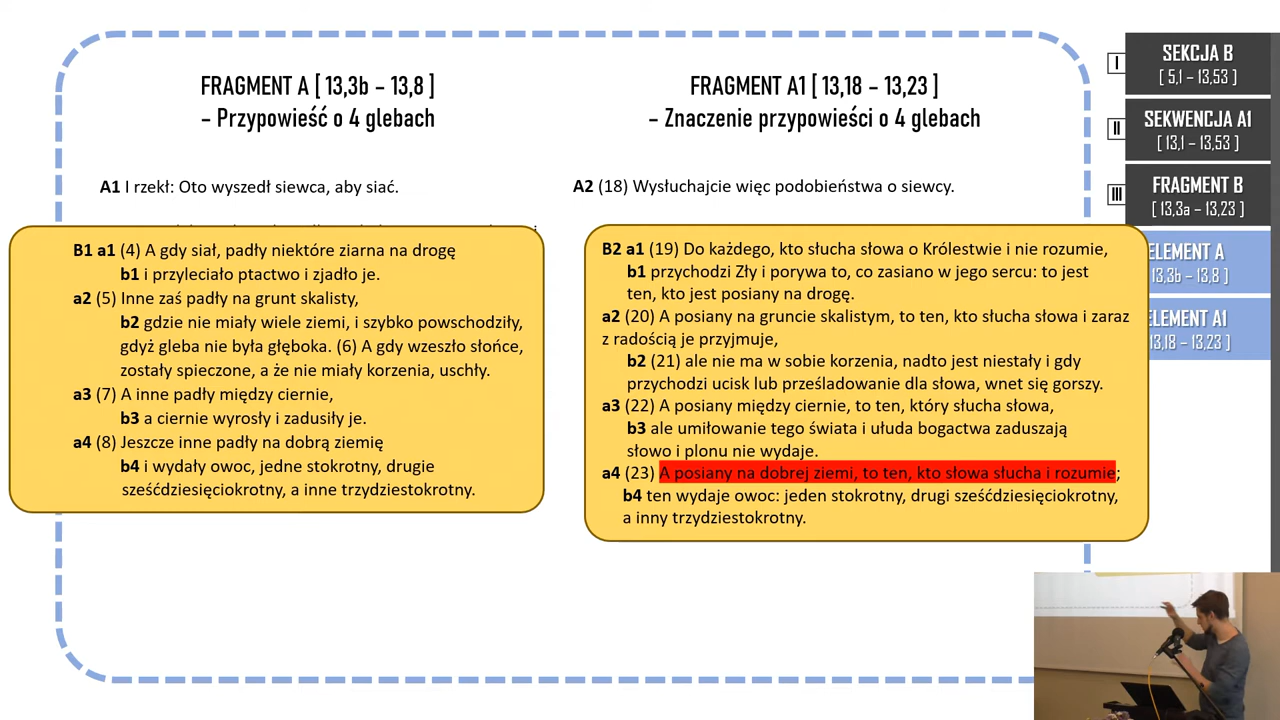 FRAGMENT A [ 13,3b – 13,8 ]
– Przypowieść o 4 glebach
A1 I rzekł: Oto wyszedł siewca, aby siać.
B1 a1 (4) A gdy siał, padły niektóre ziarna na drogę
b1 i przyleciało ptactwo i zjadło je.
a2 (5) Inne zaś padły na grunt skalisty,
b2 gdzie nie miały wiele ziemi, i szybko powschodziły,
gdyż gleba nie była głęboka. (6) A gdy wzeszło słońce,
zostały spieczone, a że nie miały korzenia, uschły.
a3 (7) A inne padły między ciernie,
b3 a ciernie wyrosły i zadusiły je.
a4 (8) Jeszcze inne padły na dobrą ziemię
b4 i wydały owoc, jedne stokrotny, drugie
sześćdziesięciokrotny, a inne trzydziestokrotny.
FRAGMENT A1 [ 13,18 – 13,23 ]
– Znaczenie przypowieści o 4 glebach
A2 (18) Wysłuchajcie więc podobieństwa o siewcy.
B2 a1 (19) Do każdego, kto słucha słowa o Królestwie i nie rozumie,
b1 przychodzi Zły i porywa to, co zasiano w jego sercu: to jest
ten, kto jest posiany na drogę.
a2 (20) A posiany na gruncie skalistym, to ten, kto słucha słowa i zaraz
z radością je przyjmuje,
b2 (21) ale nie ma w sobie korzenia, nadto jest niestały i gdy
przychodzi ucisk lub prześladowanie dla słowa, wnet się gorszy.
a3 (22) A posiany między ciernie, to ten, który słucha słowa,
b3 ale umiłowanie tego świata i ułuda bogactwa zaduszają
słowo i plonu nie wydaje.
a4 (23) A posiany na dobrej ziemi, to ten, kto słowa słucha i rozumie;
b4 ten wydaje owoc: jeden stokrotny, drugi sześćdziesięciokrotny,
a inny trzydziestokrotny.
I
SEKCJA B
[ 5,1 – 13,53 ]
II
SEKWENCJA A1
[ 13,1 – 13,53 ]
III
FRAGMENT B
[ 13,3a – 13,23 ]
ELEMENT A
13,3b – 13,8 ]
ELEMENT A1
13,18 – 13,23 ]